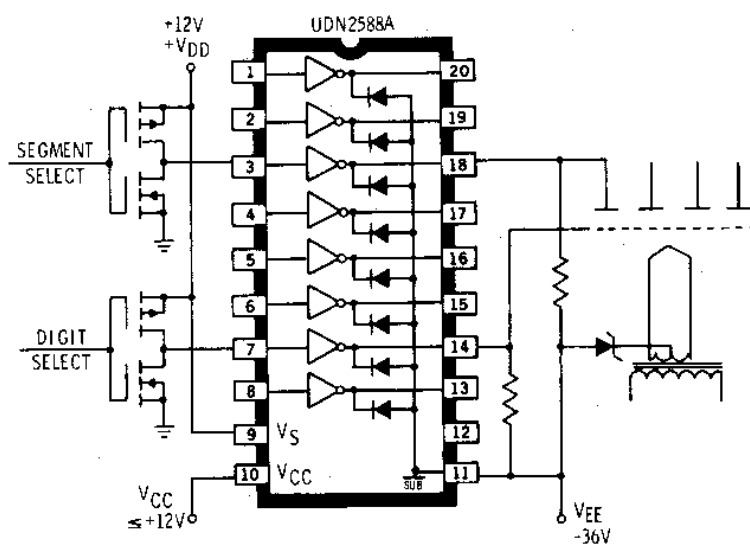 UDN2588A
+12V
+VDD
SEGMENT
SELECT
DIGIT
SELECT
VCC
≤+12V
1
2
3
4
5
6
7
8
9
10
VS
VCC
SUB
20
19
18
17
16
15
14
13
12
11
VEE
-36V